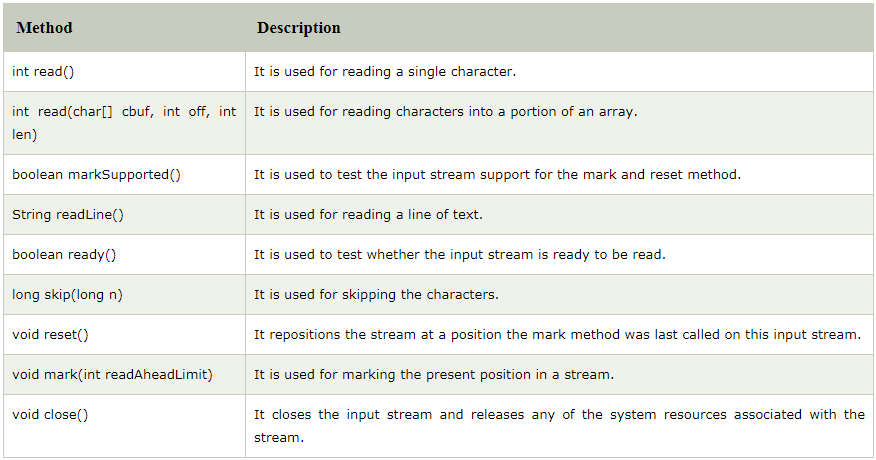 Method Description
int read() It is used for reading a single character.
int read(char[] cbuf, int off, int It is used for reading characters into a portion of an array.
len)
boolean markSupported() It is used to test the input stream support for the mark and reset method.
String readLine() It is used for reading a line of text.
boolean ready() It is used to test whether the input stream is ready to be read.
long skip(long n) It is used for skipping the characters.
void reset() It repositions the stream at a position the mark method was last called on this input stream.
void mark(int readAheadLimit) It is used for marking the present position in a stream.
void close() It closes the input stream and releases any of the system resources associated with the
stream.